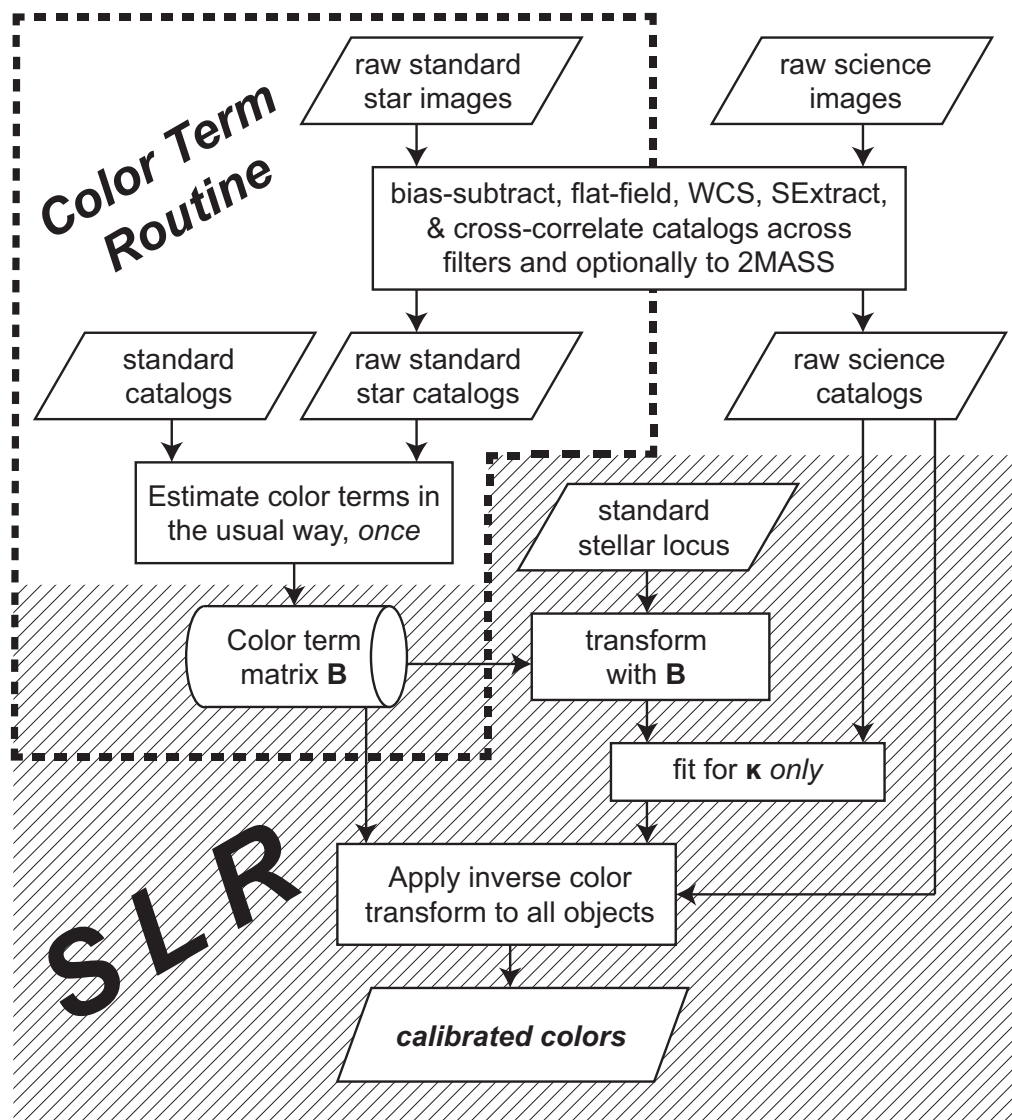 Color Term
Routine
raw standard
star images
raw science
images
bias-subtract, flat-field, WCS, SExtract,
& cross-correlate catalogs across
filters and optionally to 2MASS
standard
catalogs
raw standard
star catalogs
raw science
catalogs
Estimate color terms in
the usual way, once
standard
stellar locus
Color term
matrix B
transform
with B
fit for κ only
SLR
Apply inverse color
transform to all objects
calibrated colors